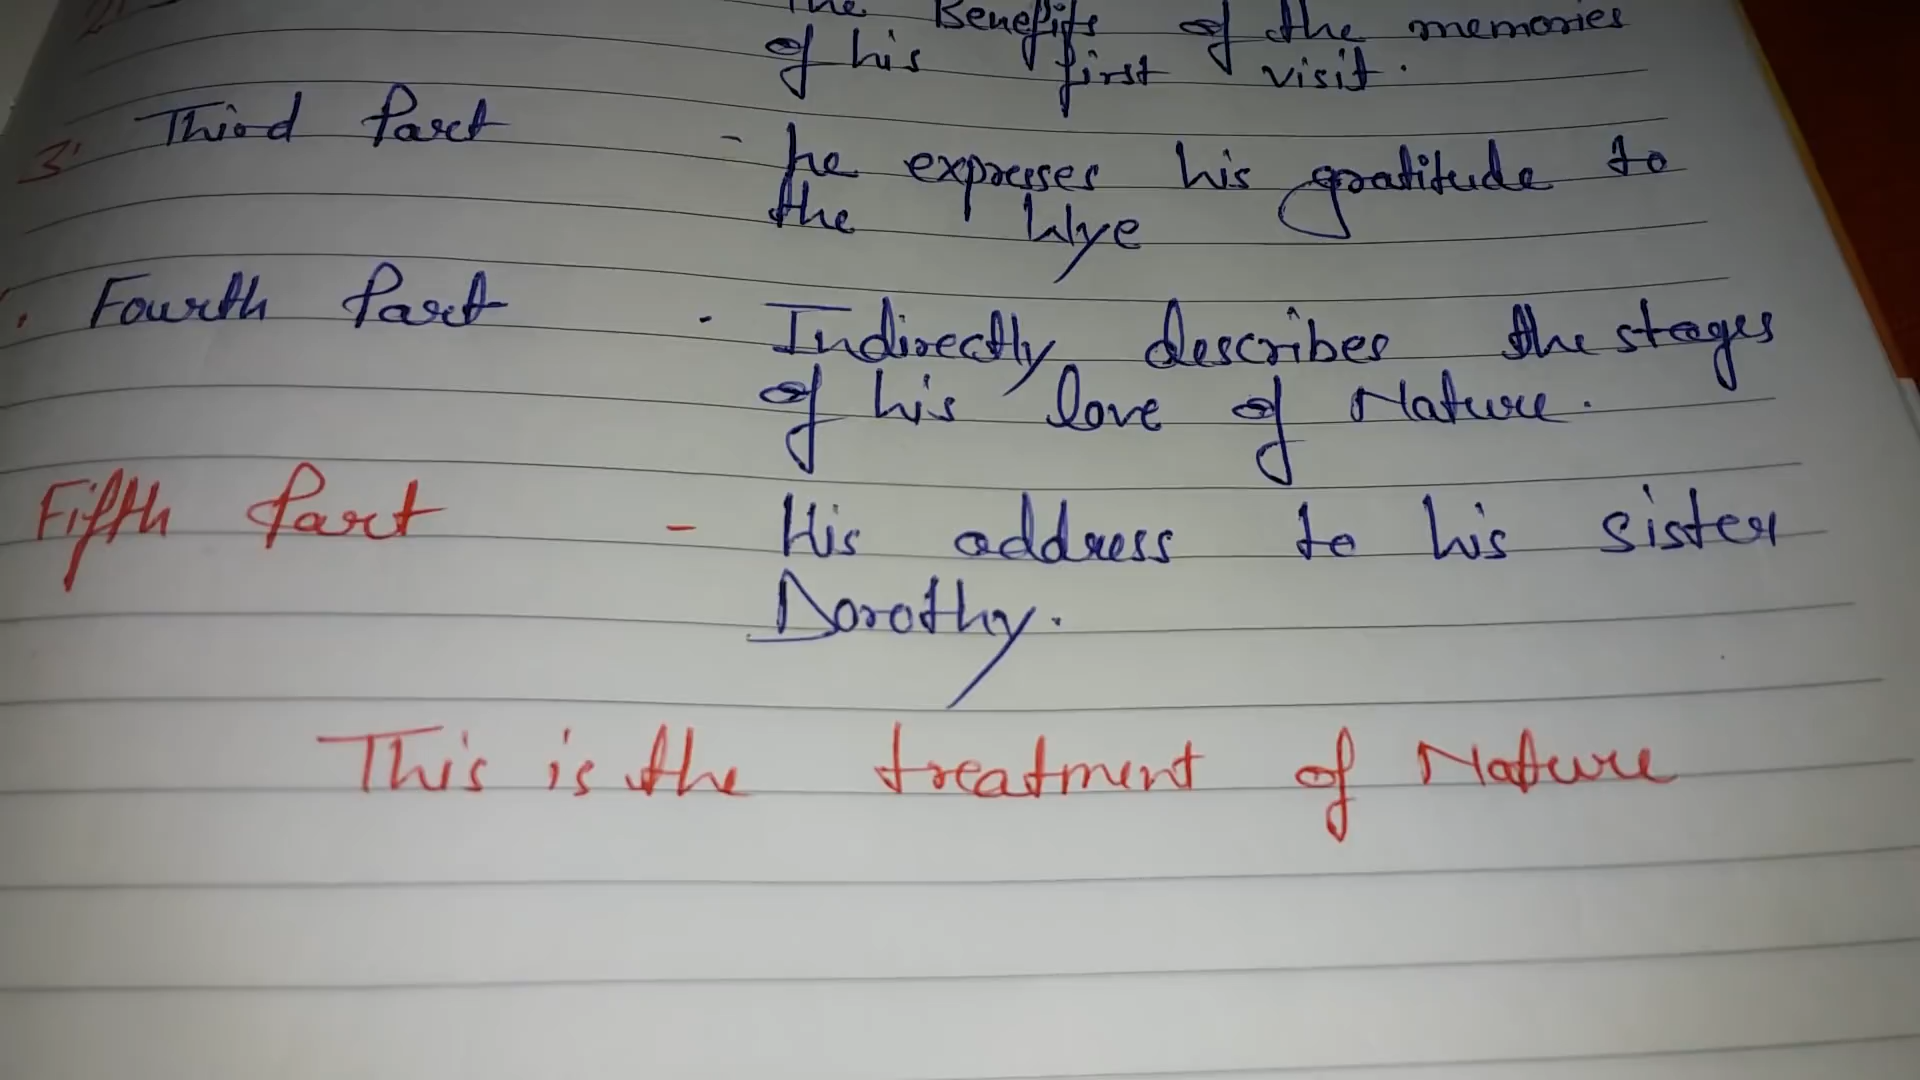 The Benefits of the memories
of his first visit.
3. Third Part - he expresses his gratitude to
the Wye
. Fourth Part - Indirectly describes the stages
of his love of Nature.
Fifth Part - His address to his sister
Dorothy.
This is the treatment of Nature